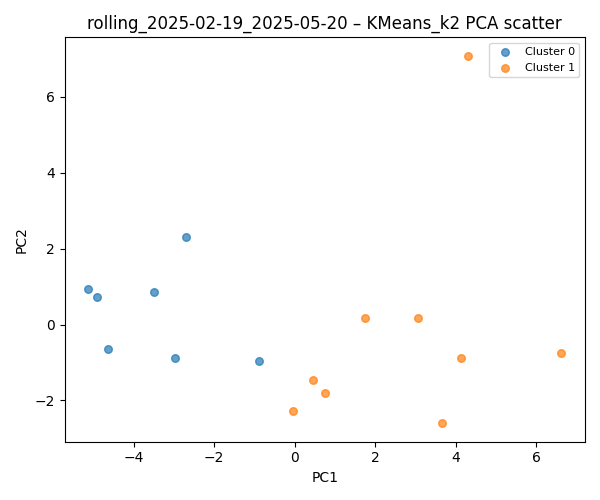 rolling_2025-02-19_2025-05-20 – KMeans_k2 PCA scatter
Cluster 0
Cluster 1
PC2
6
4
2
0
−2
−4
−2
0
2
4
6
PC1